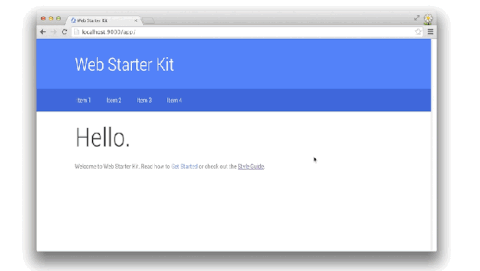 Web Starter Kit
localhost:9000/app/
Web Starter Kit
Item 1 Item 2 Item 3 Item 4
Hello.
Welcome to Web Starter Kit. Read how to Get Started or check out the Style Guide.